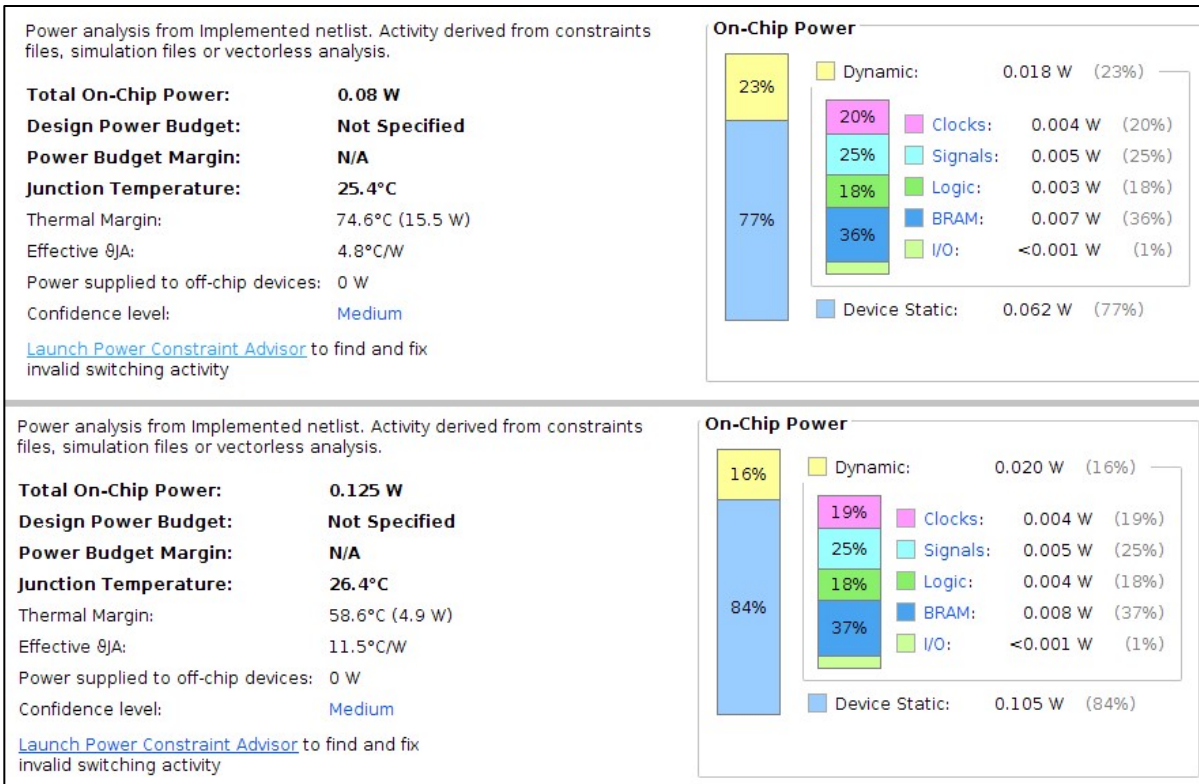 Power analysis from Implemented netlist. Activity derived from constraints
files, simulation files or vectorless analysis.
Total On-Chip Power: 0.08 W
Design Power Budget: Not Specified
Power Budget Margin: N/A
Junction Temperature: 25.4°C
Thermal Margin: 74.6°C (15.5 W)
Effective ϑJA: 4.8°C/W
Power supplied to off-chip devices: 0 W
Confidence level: Medium
Launch Power Constraint Advisor to find and fix
invalid switching activity
On-Chip Power
23%
77%
Dynamic: 0.018 W (23%)
20% Clocks: 0.004 W (20%)
25% Signals: 0.005 W (25%)
18% Logic: 0.003 W (18%)
36% BRAM: 0.007 W (36%)
I/O: <0.001 W (1%)
Device Static: 0.062 W (77%)
Power analysis from Implemented netlist. Activity derived from constraints
files, simulation files or vectorless analysis.
Total On-Chip Power: 0.125 W
Design Power Budget: Not Specified
Power Budget Margin: N/A
Junction Temperature: 26.4°C
Thermal Margin: 58.6°C (4.9 W)
Effective ϑJA: 11.5°C/W
Power supplied to off-chip devices: 0 W
Confidence level: Medium
Launch Power Constraint Advisor to find and fix
invalid switching activity
On-Chip Power
16%
84%
Dynamic: 0.020 W (16%)
19% Clocks: 0.004 W (19%)
25% Signals: 0.005 W (25%)
18% Logic: 0.004 W (18%)
37% BRAM: 0.008 W (37%)
I/O: <0.001 W (1%)
Device Static: 0.105 W (84%)